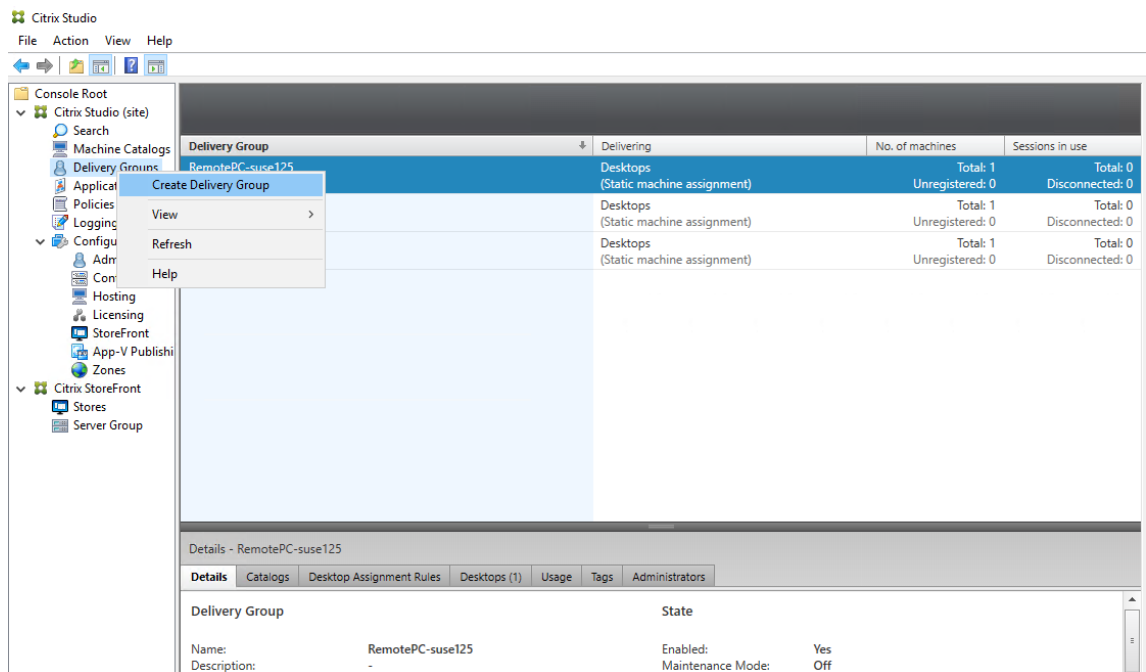 Citrix Studio
File Action View Help
Console Root
Citrix Studio (site)
Search
Machine Catalogs
Delivery Groups
Applicat
Policies
Logging
Configu
Adm
Con
Hosting
Licensing
StoreFront
App-V Publishi
Zones
Citrix StoreFront
Stores
Server Group
Create Delivery Group
View
Refresh
Help
Delivery Group Delivering No. of machines Sessions in use
RemotePC-suse125 Desktops Total: 1 Total: 0
(Static machine assignment) Unregistered: 0 Disconnected: 0
Desktops Total: 1 Total: 0
(Static machine assignment) Unregistered: 0 Disconnected: 0
Desktops Total: 1 Total: 0
(Static machine assignment) Unregistered: 0 Disconnected: 0
Details - RemotePC-suse125
Details Catalogs Desktop Assignment Rules Desktops (1) Usage Tags Administrators
Delivery Group State
Name: RemotePC-suse125 Enabled: Yes
Description: - Maintenance Mode: Off